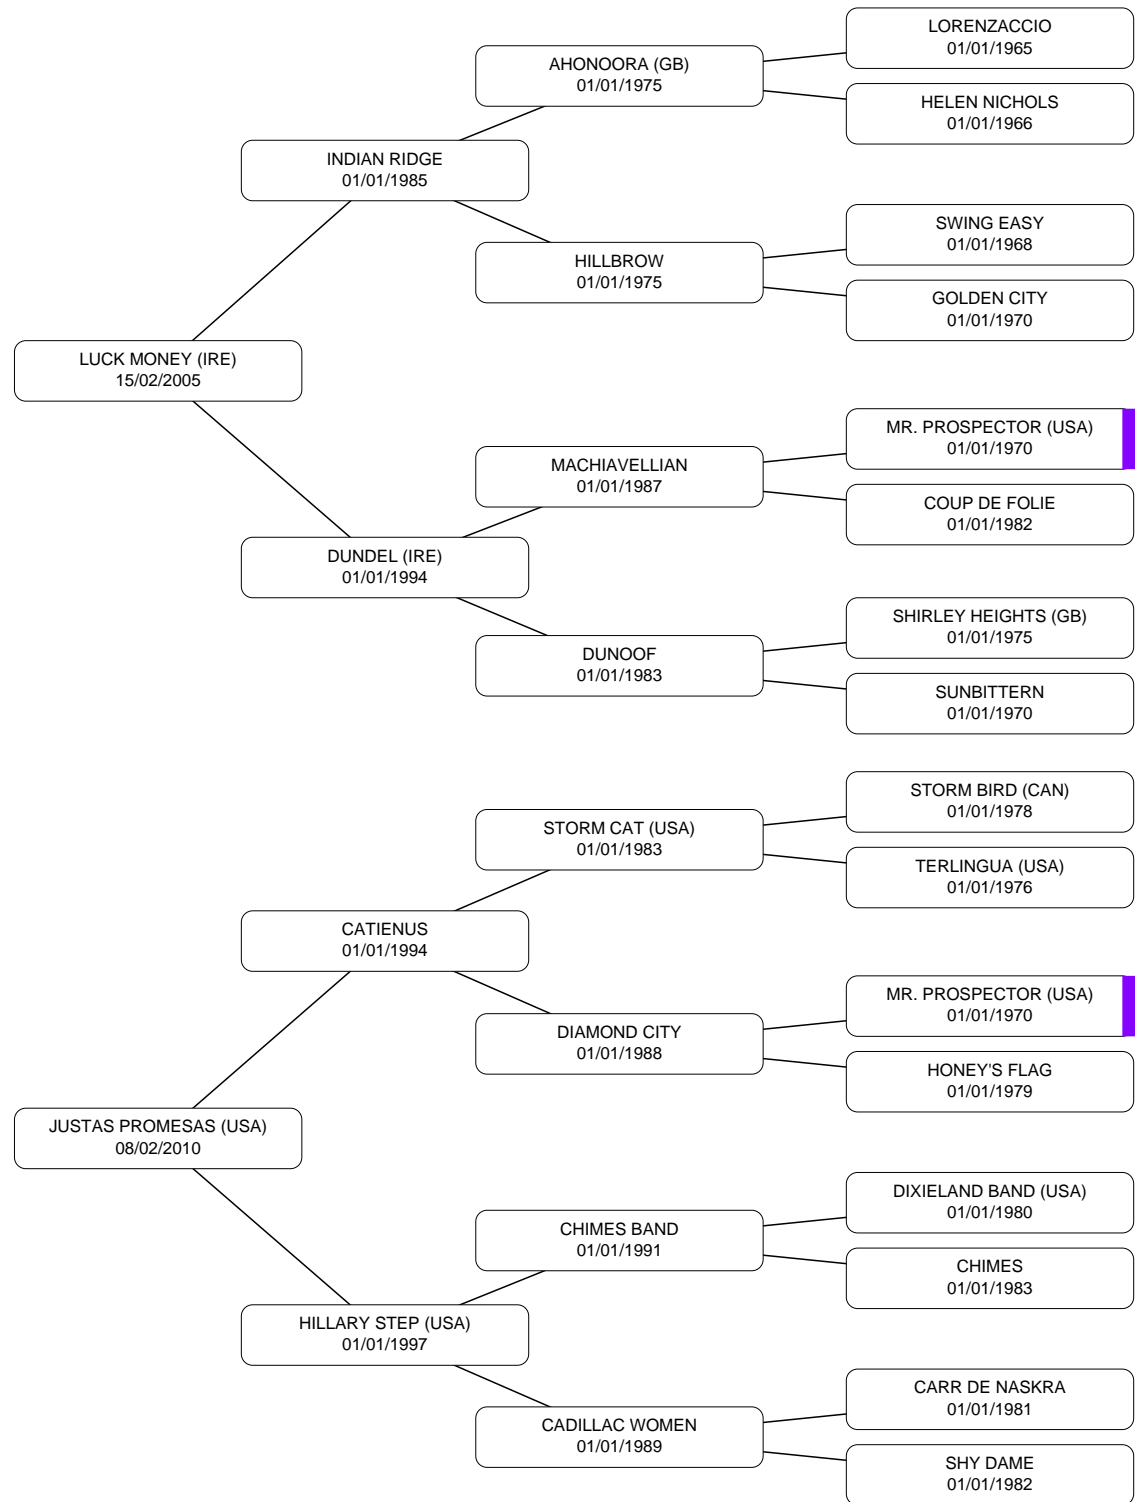 LORENZACCIO
01/01/1965
AHONOORA (GB)
01/01/1975
HELEN NICHOLS
01/01/1966
INDIAN RIDGE
01/01/1985
SWING EASY
01/01/1968
HILLBROW
01/01/1975
GOLDEN CITY
01/01/1970
LUCK MONEY (IRE)
15/02/2005
MR. PROSPECTOR (USA)
01/01/1970
MACHIAVELLIAN
01/01/1987
COUP DE FOLIE
01/01/1982
DUNDEL (IRE)
01/01/1994
SHIRLEY HEIGHTS (GB)
01/01/1975
DUNOOF
01/01/1983
SUNBITTERN
01/01/1970
STORM BIRD (CAN)
01/01/1978
STORM CAT (USA)
01/01/1983
TERLINGUA (USA)
01/01/1976
CATIENUS
01/01/1994
MR. PROSPECTOR (USA)
01/01/1970
DIAMOND CITY
01/01/1988
HONEY'S FLAG
01/01/1979
JUSTAS PROMESAS (USA)
08/02/2010
DIXIELAND BAND (USA)
01/01/1980
CHIMES BAND
01/01/1991
CHIMES
01/01/1983
HILLARY STEP (USA)
01/01/1997
CARR DE NASKRA
01/01/1981
CADILLAC WOMEN
01/01/1989
SHY DAME
01/01/1982